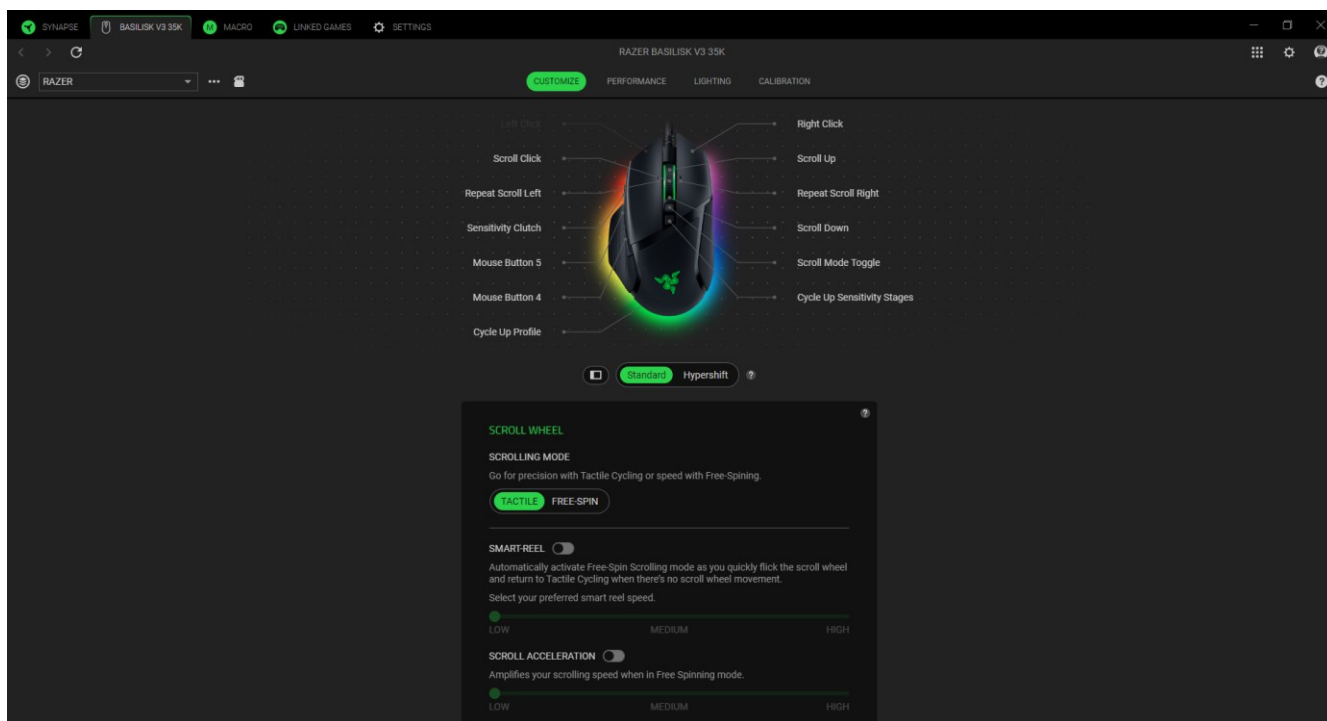 SYNAPSE BASILISK V3 35K MACRO LINKED GAMES SETTINGS
RAZER BASILISK V3 35K
RAZER CUSTOMIZE PERFORMANCE LIGHTING CALIBRATION
Left Click Right Click
Scroll Click Scroll Up
Repeat Scroll Left Repeat Scroll Right
Sensitivity Clutch Scroll Down
Mouse Button 5 Scroll Mode Toggle
Mouse Button 4 Cycle Up Sensitivity Stages
Cycle Up Profile
Standard Hypershift ?
?
SCROLL WHEEL
SCROLLING MODE
Go for precision with Tactile Cycling or speed with Free-Spining.
TACTILE FREE-SPIN
SMART-REEL
Automatically activate Free-Spin Scrolling mode as you quickly flick the scroll wheel
and return to Tactile Cycling when there's no scroll wheel movement.
Select your preferred smart reel speed.
LOW MEDIUM HIGH
SCROLL ACCELERATION
Amplifies your scrolling speed when in Free Spinning mode.
LOW MEDIUM HIGH